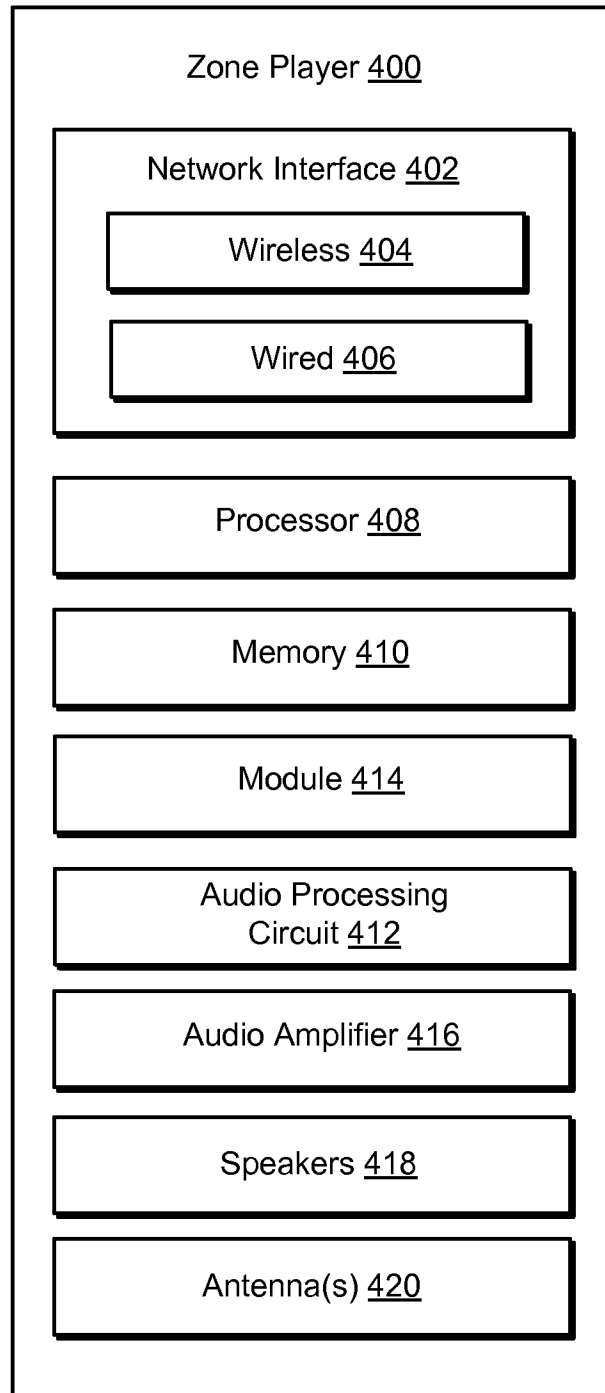 Zone Player 400
Network Interface 402
Wireless 404
Wired 406
Processor 408
Memory 410
Module 414
Audio Processing
Circuit 412
Audio Amplifier 416
Speakers 418
Antenna(s) 420